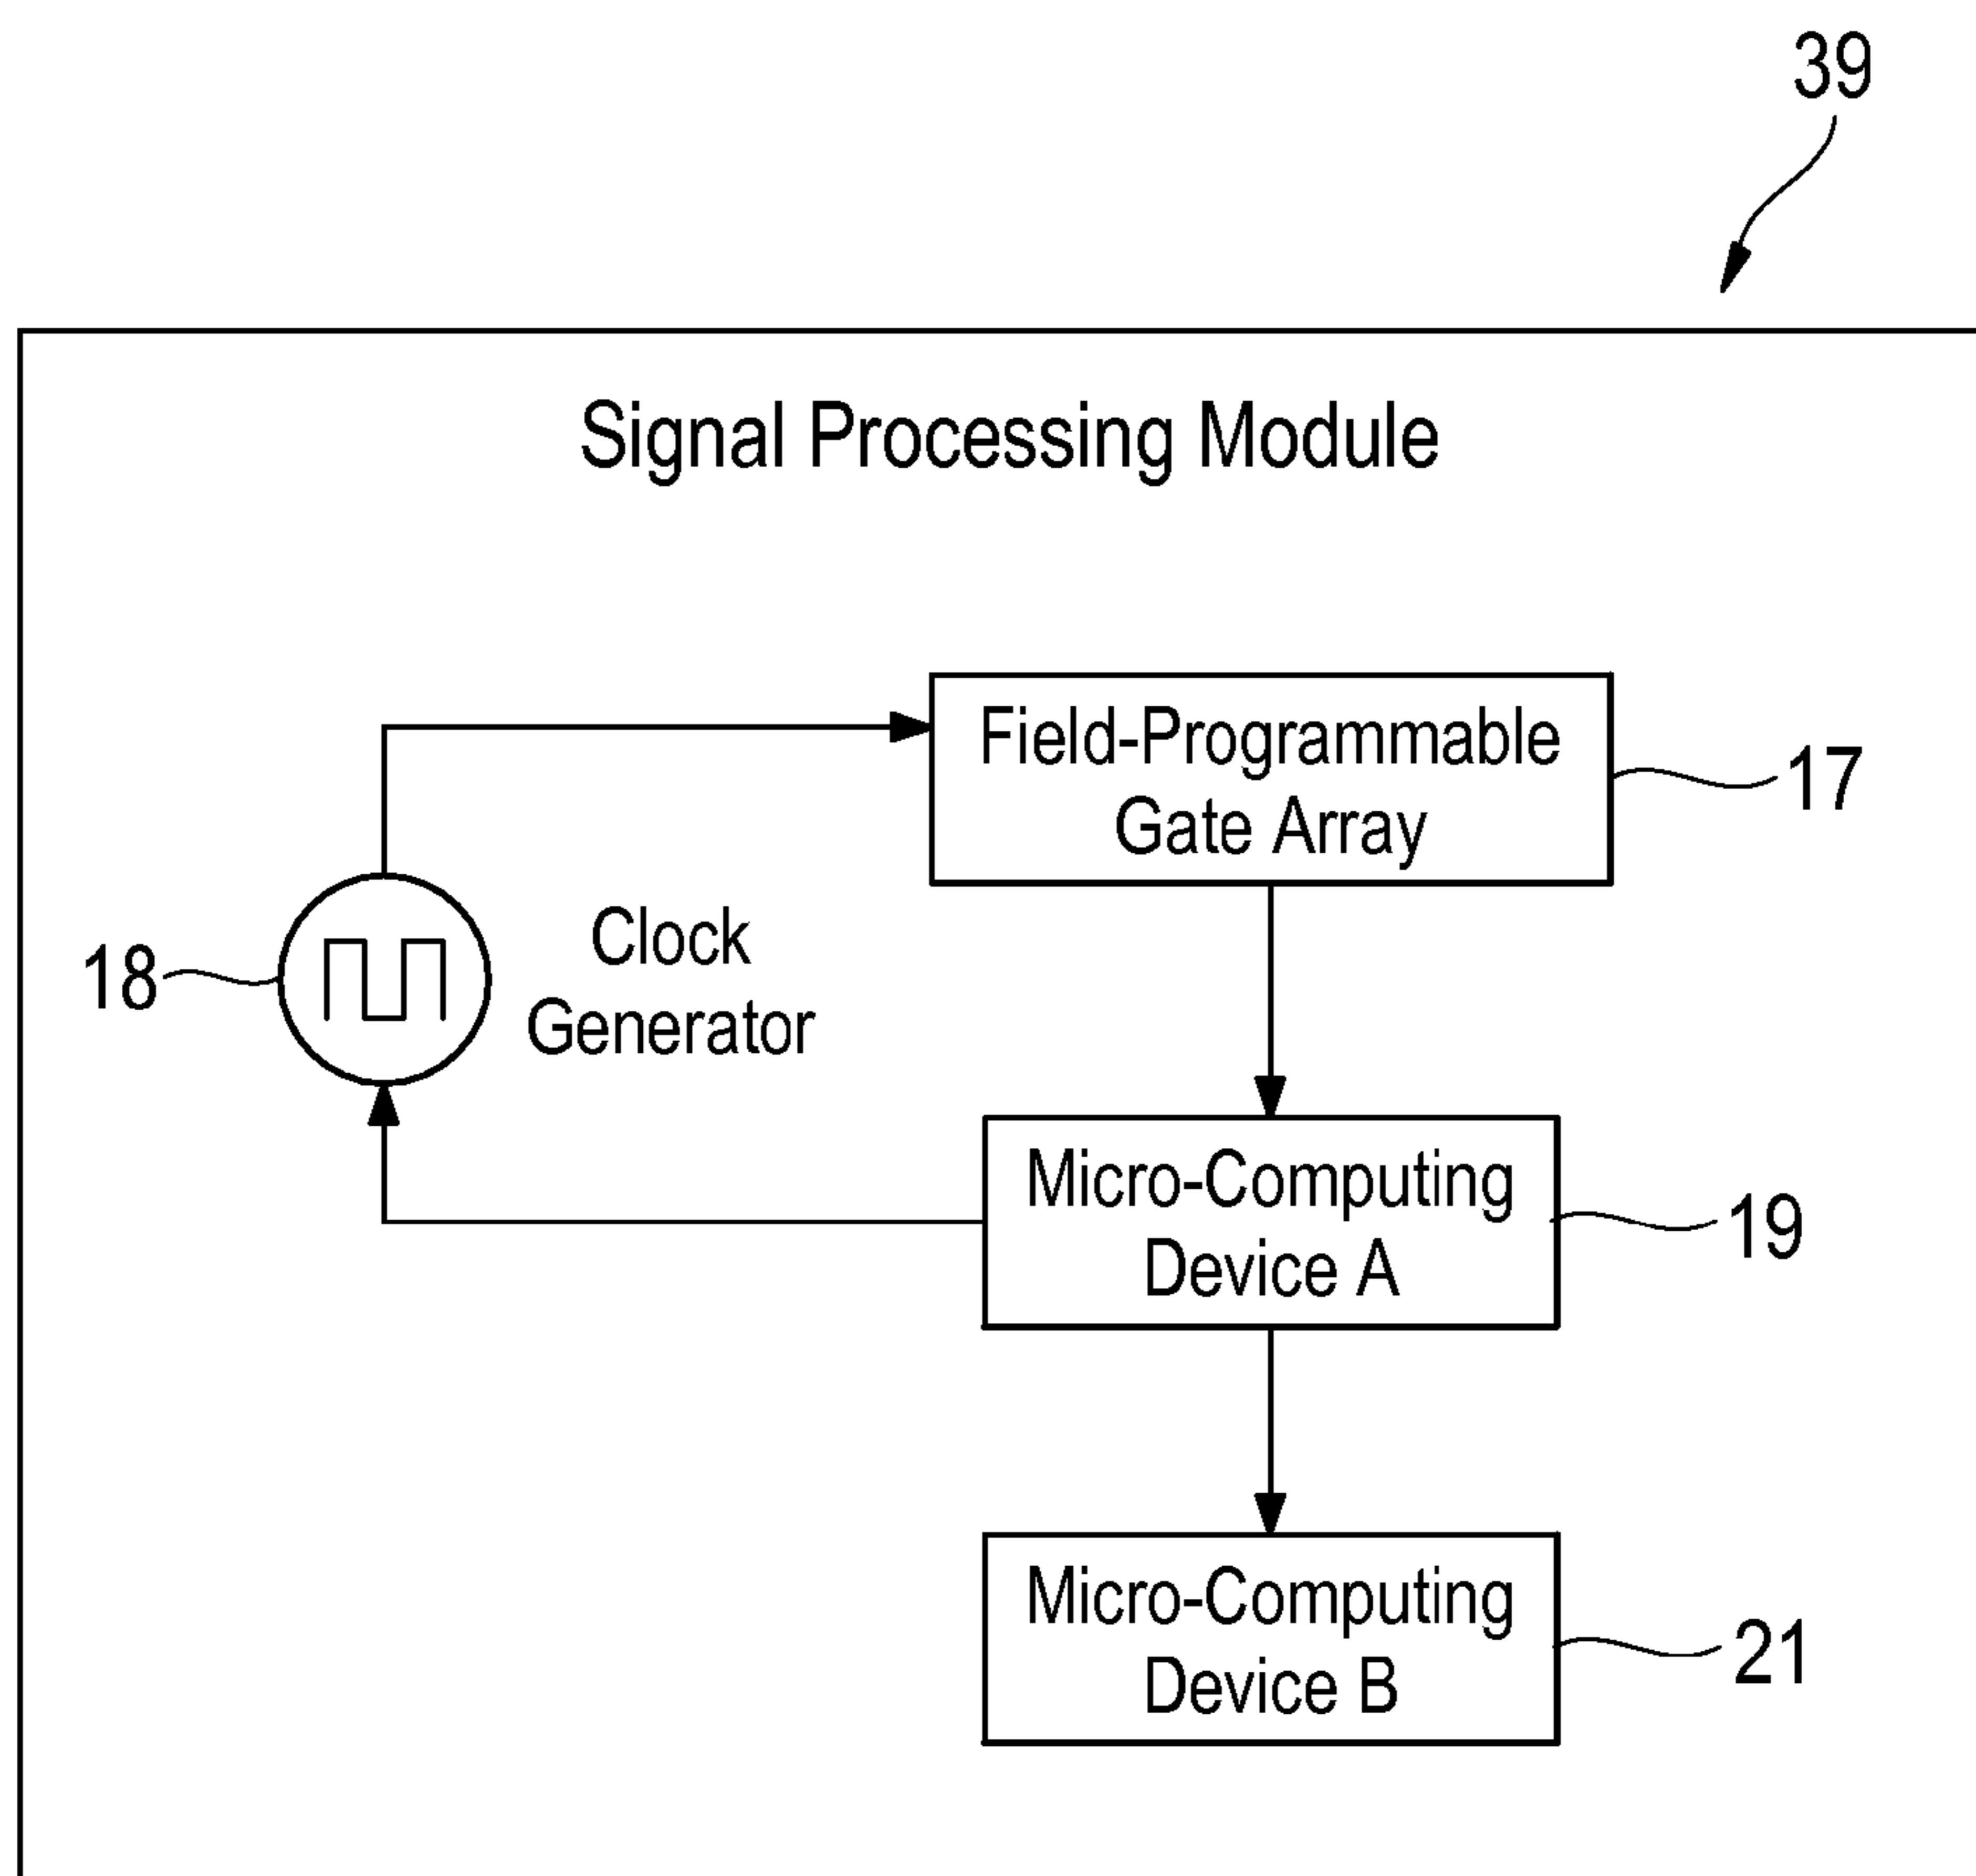 39
Signal Processing Module
Field-Programmable
Gate Array
17
Clock
Generator
18
Micro-Computing
Device A
19
Micro-Computing
Device B
21